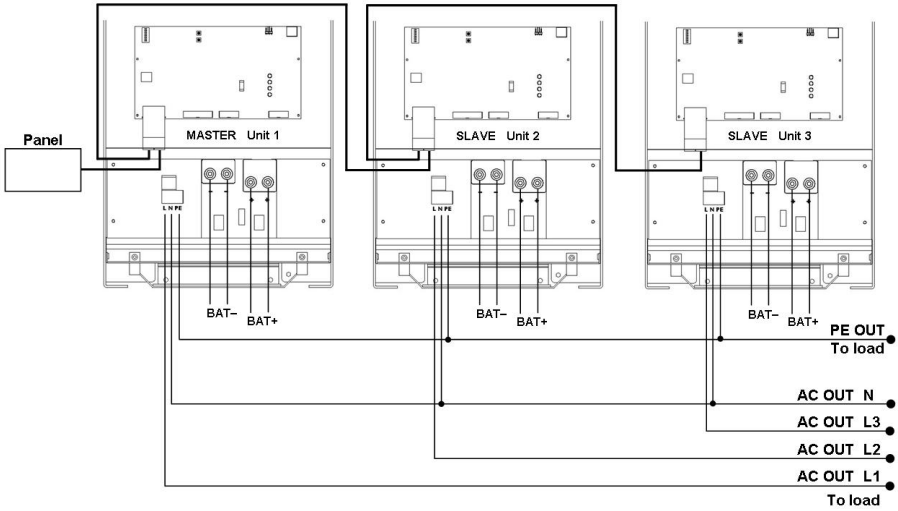 MASTER Unit 1
SLAVE Unit 2
SLAVE Unit 3
Panel
L N PE
L N PE
L N PE
BAT–
BAT+
BAT–
BAT+
BAT–
BAT+
PE OUT
To load
AC OUT N
AC OUT L3
AC OUT L2
AC OUT L1
To load